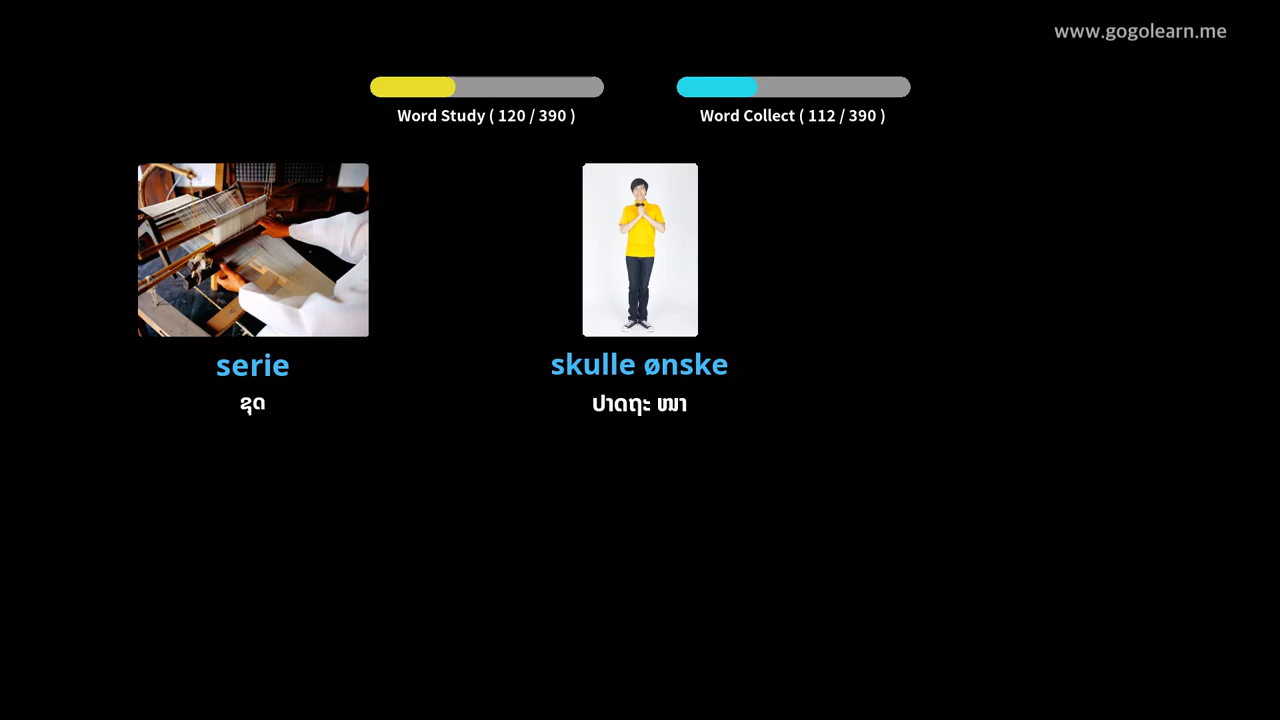 www.gogolearn.me
Word Study ( 120 / 390 )
Word Collect ( 112 / 390 )
serie
skulle ønske
ຊຸດ
ປາດຖະ ໜາ